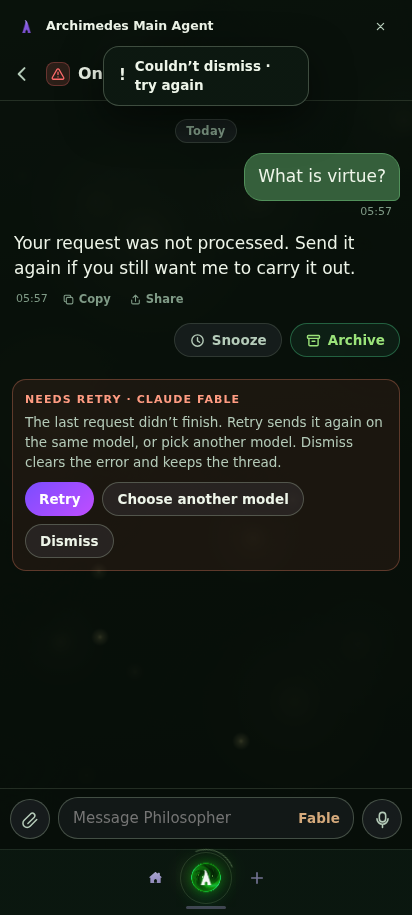 Archimedes Main Agent
On
! Couldn’t dismiss ·
try again
Today
What is virtue?
05:57
Your request was not processed. Send it
again if you still want me to carry it out.
05:57 Copy Share
Snooze Archive
NEEDS RETRY · CLAUDE FABLE
The last request didn’t finish. Retry sends it again on
the same model, or pick another model. Dismiss
clears the error and keeps the thread.
Retry Choose another model
Dismiss
Message Philosopher Fable